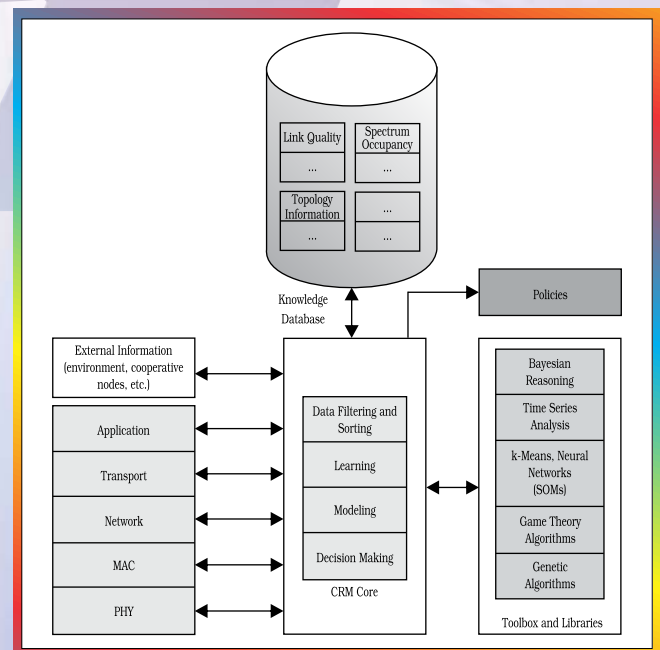 Link Quality
...
Spectrum
Occupancy
...
Topology
Information
...
...
...
Knowledge
Database
Policies
External Information
(environment, cooperative
nodes, etc.)
Application
Transport
Network
MAC
PHY
Data Filtering and
Sorting
Learning
Modeling
Decision Making
CRM Core
Bayesian
Reasoning
Time Series
Analysis
k-Means, Neural
Networks
(SOMs)
Game Theory
Algorithms
Genetic
Algorithms
Toolbox and Libraries